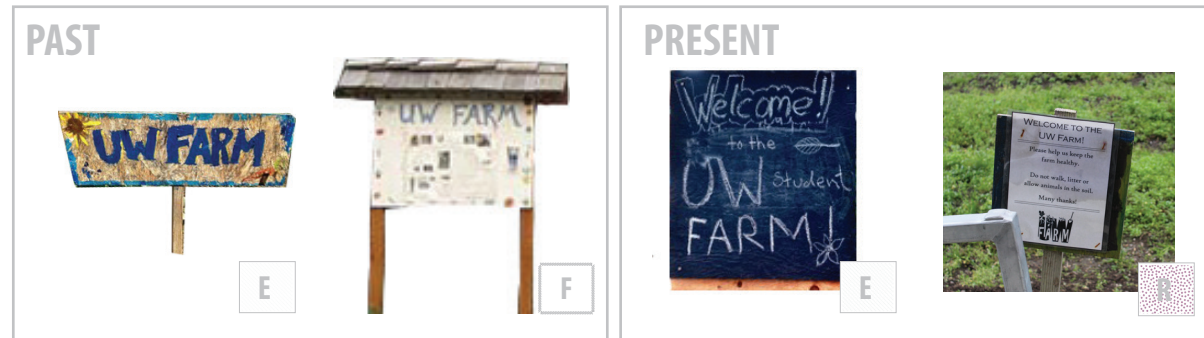 PAST
UW FARM
E
UW FARM
F
PRESENT
Welcome!
to the
UW Student
FARM!
E
WELCOME TO THE
UW FARM!
Please help us keep the
farm healthy.
Do not walk, litter or
allow animals in the soil.
Many thanks!
FARM
R